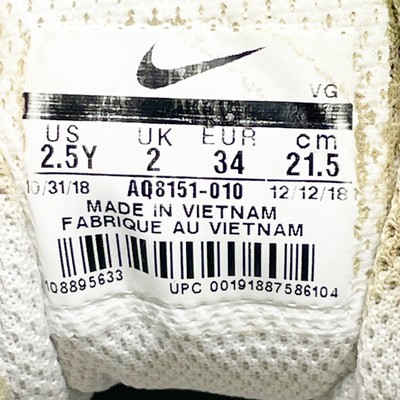 VG
US UK EUR cm
2.5Y 2 34 21.5
10/31/18 AQ8151-010 12/12/18
MADE IN VIETNAM
FABRIQUE AU VIETNAM
108895633 UPC 00191887586104